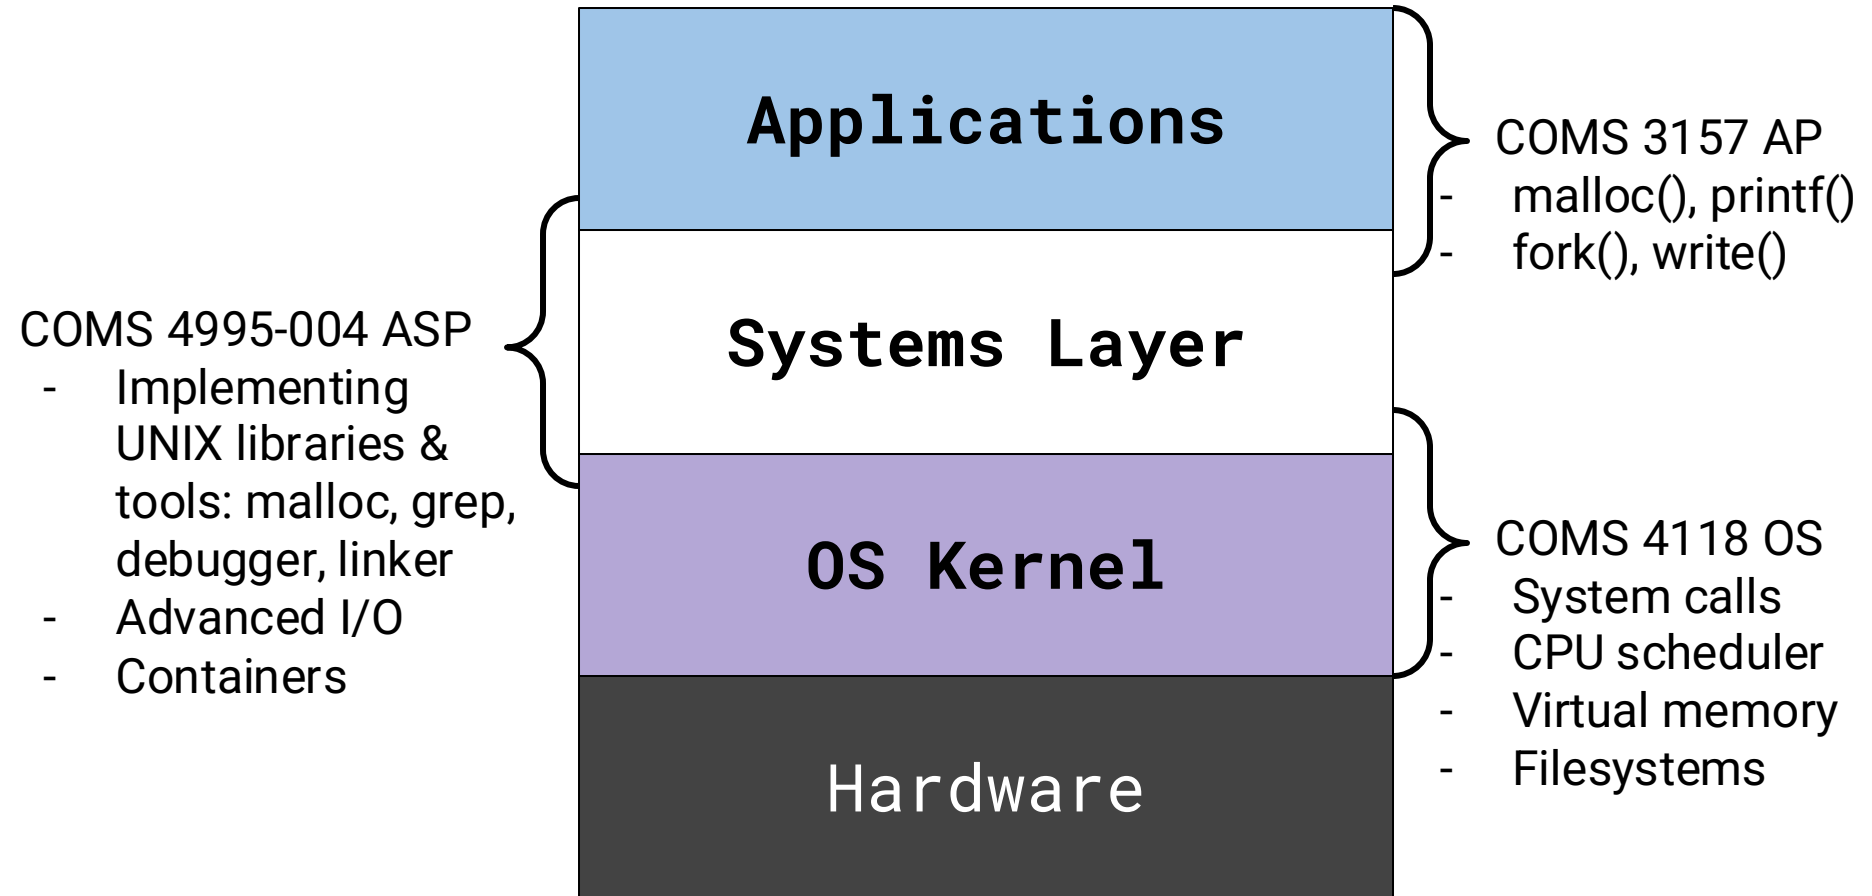 Applications
Systems Layer
OS Kernel
Hardware
COMS 4995-004 ASP
- Implementing
UNIX libraries &
tools: malloc, grep,
debugger, linker
- Advanced I/O
- Containers
COMS 3157 AP
- malloc(), printf()
- fork(), write()
COMS 4118 OS
- System calls
- CPU scheduler
- Virtual memory
- Filesystems